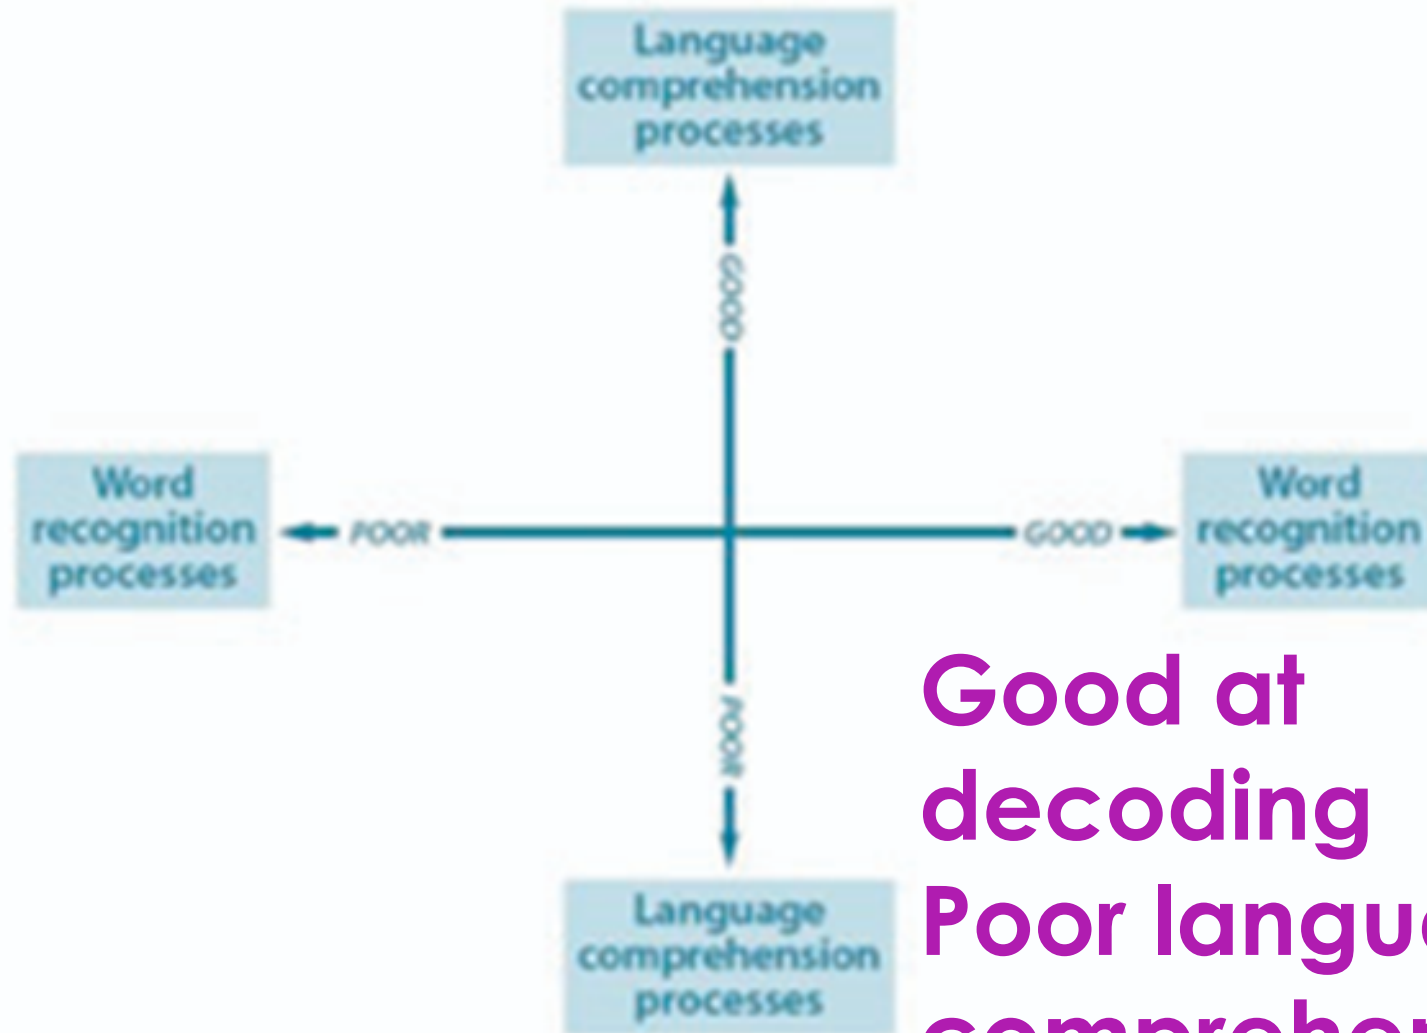 Language
comprehension
processes
GOOD
Word
recognition
processes
POOR
GOOD
Word
recognition
processes
POOR
Good at
decoding
Poor
Language
comprehension
processes